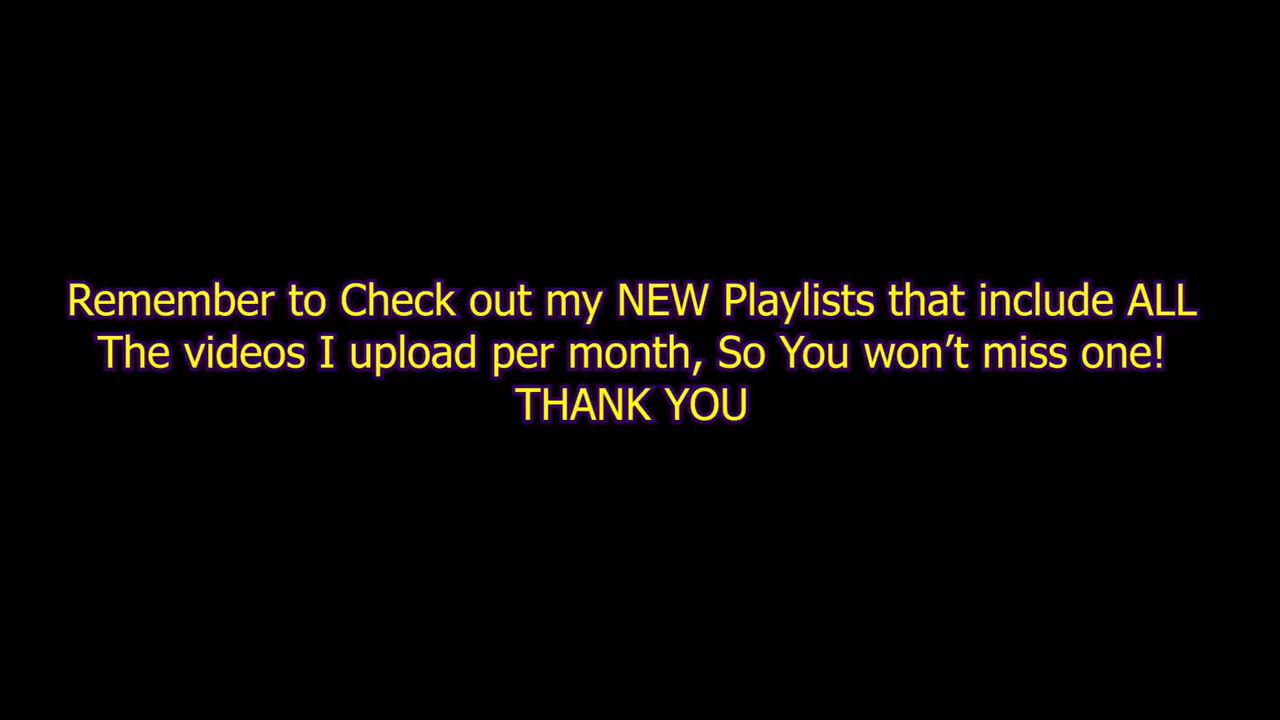 Remember to Check out my NEW Playlists that include ALL
The videos I upload per month, So You won’t miss one!
THANK YOU